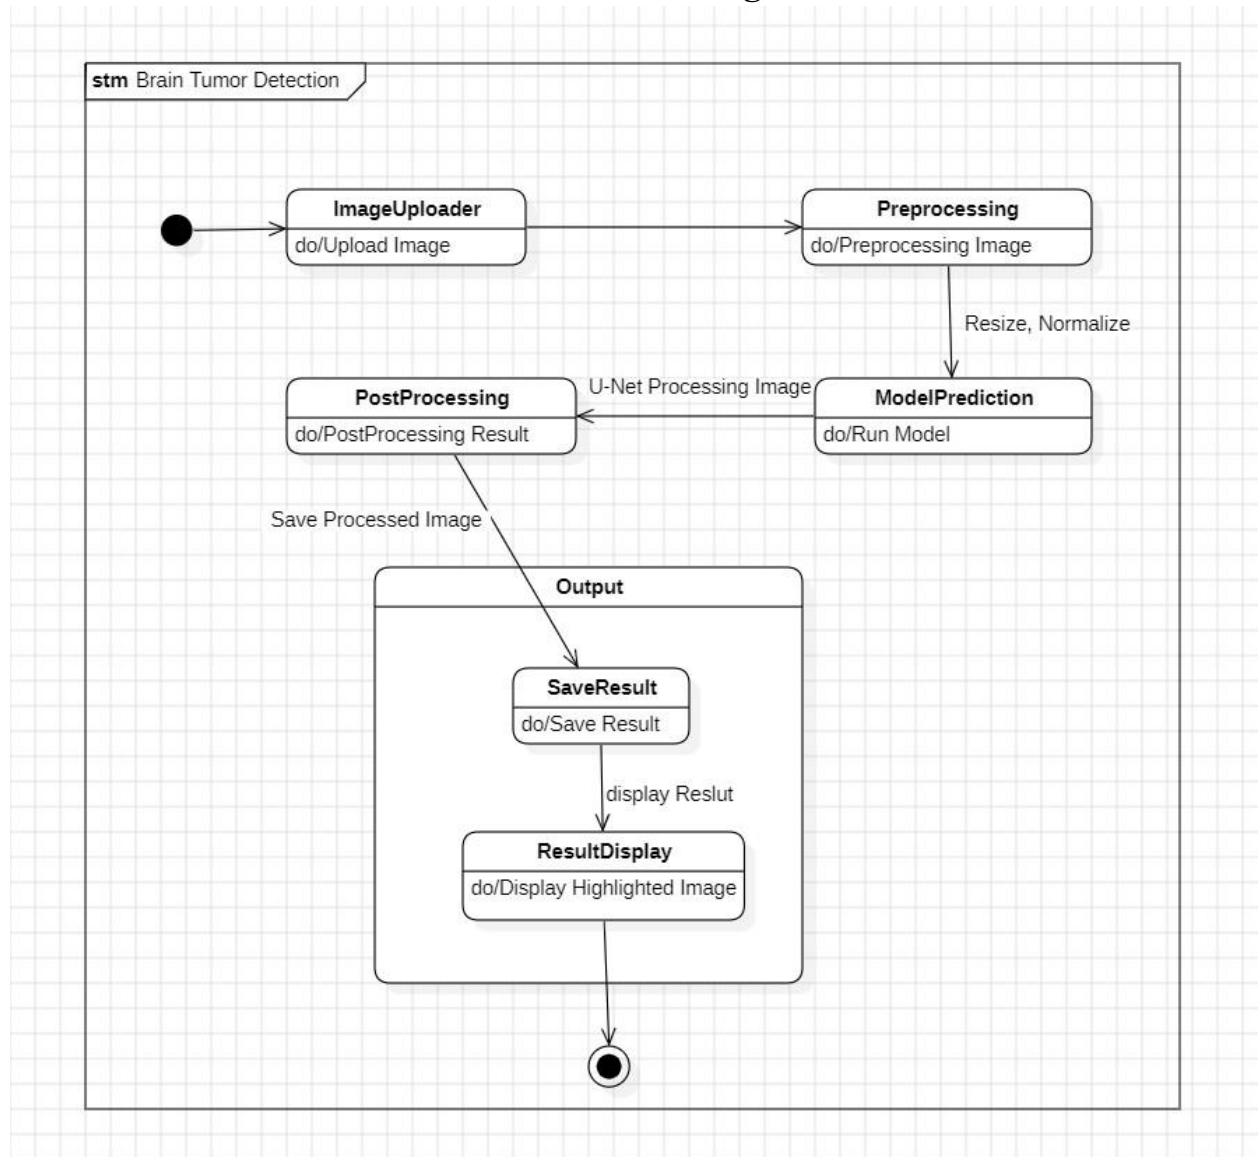 stm Brain Tumor Detection
ImageUploader
do/Upload Image
Preprocessing
do/Preprocessing Image
Resize, Normalize
ModelPrediction
do/Run Model
U-Net Processing Image
PostProcessing
do/PostProcessing Result
Save Processed Image
Output
SaveResult
do/Save Result
display Reslut
ResultDisplay
do/Display Highlighted Image